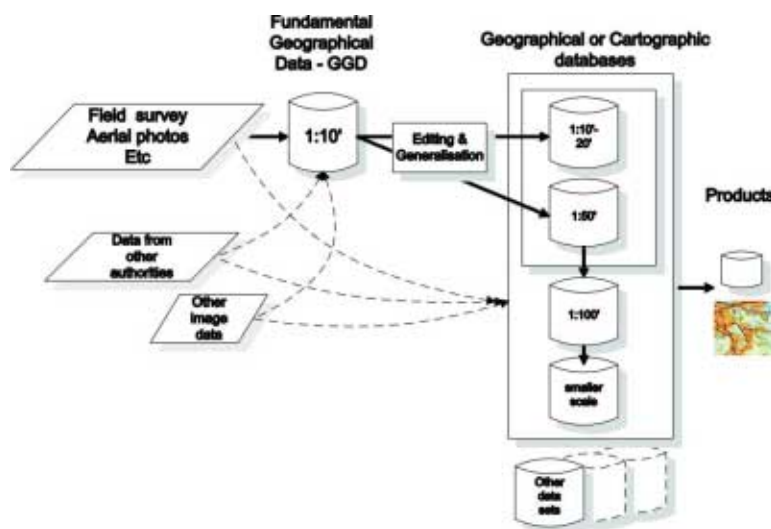 Fundamental
Geographical
Data - GGD
Geographical or Cartographic
databases
Field survey
Aerial photos
Etc
1:10'
Editing &
Generalisation
1:10'-
20'
1:50'
Products
Data from
other
authorities
Other
image
data
1:100'
smaller
scale
Other
data
sets